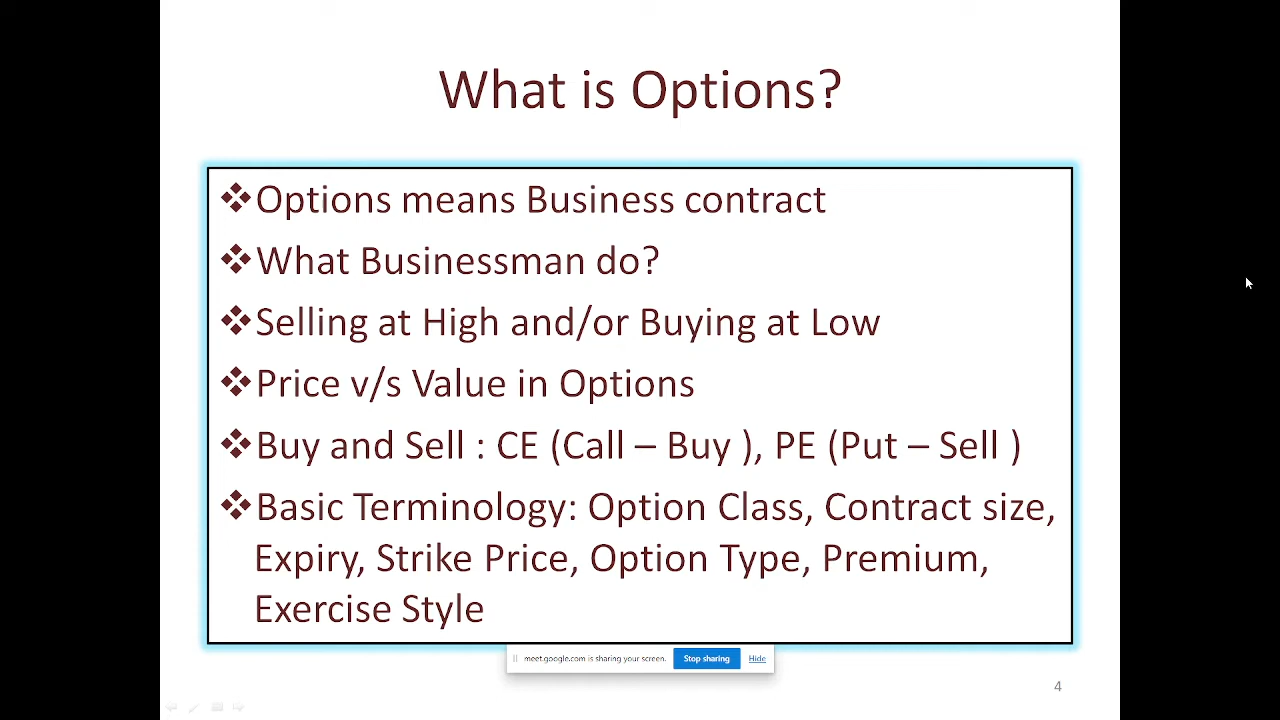 What is Options?
❖Options means Business contract
❖What Businessman do?
❖Selling at High and/or Buying at Low
❖Price v/s Value in Options
❖Buy and Sell : CE (Call – Buy ), PE (Put – Sell )
❖Basic Terminology: Option Class, Contract size,
Expiry, Strike Price, Option Type, Premium,
Exercise Style
meet.google.com is sharing your screen. Stop sharing Hide
4